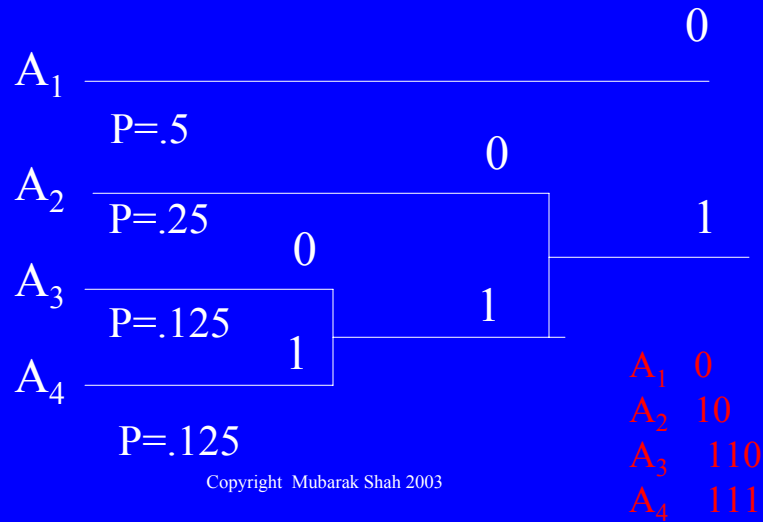 0
A₁
P=.5
0
A₂
P=.25
1
0
A₃
P=.125
1
1
A₄
P=.125
A₁ 0
A₂ 10
A₃ 110
A₄ 111
Copyright Mubarak Shah 2003